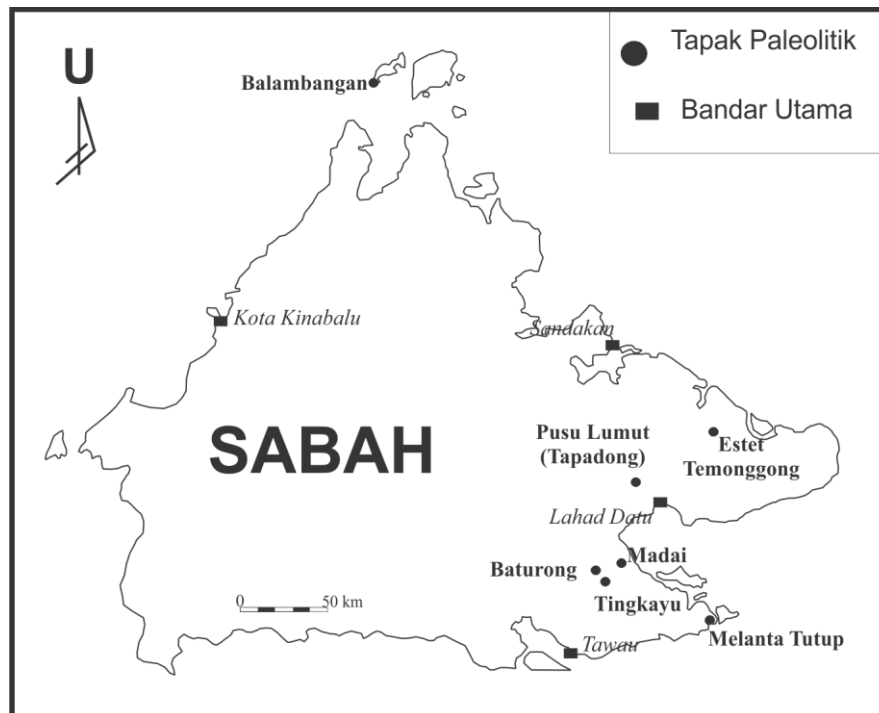 U
Tapak Paleolitik
Bandar Utama
Balambangan
Kota Kinabalu
Sandakan
SABAH
Pusu Lumut
(Tapadong)
Estet
Temonggong
Lahad Datu
Madai
Baturong
Tingkayu
0 50 km
Melanta Tutup
Tawau